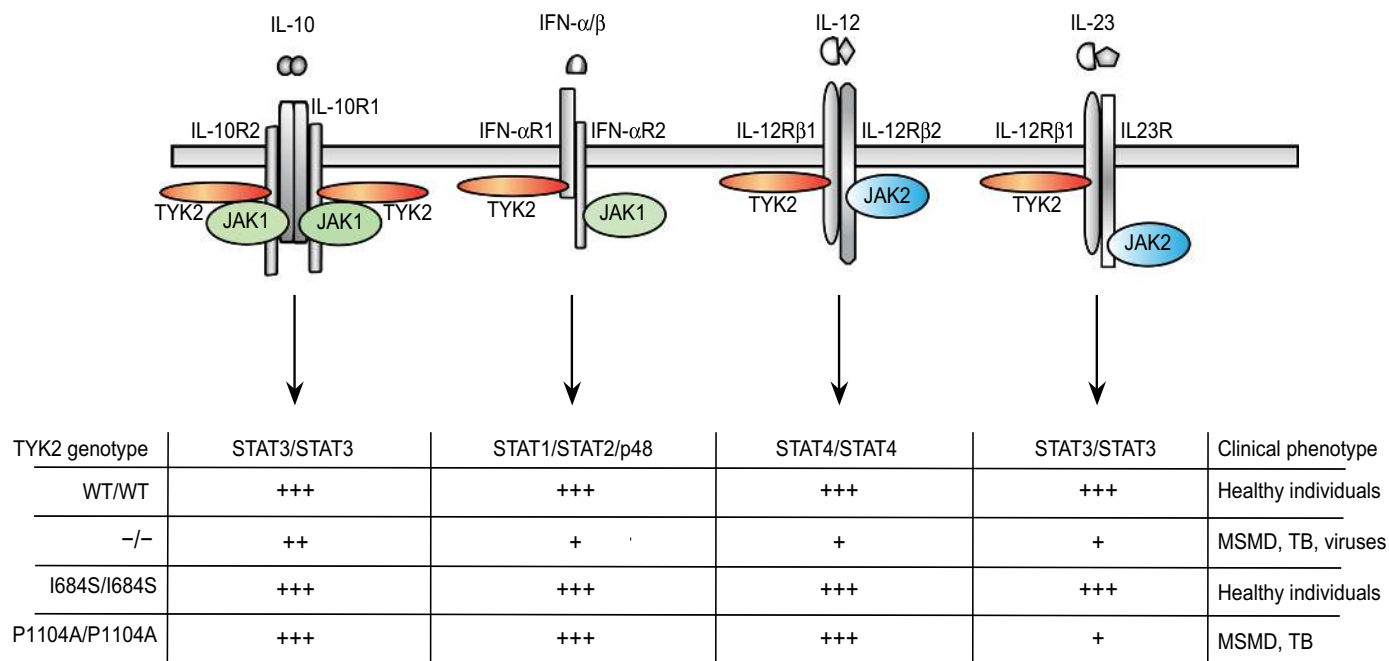 IL-10 IFN-α/β IL-12 IL-23
IL-10R2 IL-10R1 IFN-αR1 IFN-αR2 IL-12Rβ1 IL-12Rβ2 IL-12Rβ1 IL23R
TYK2 JAK1 JAK1 TYK2 TYK2 JAK1 TYK2 JAK2 TYK2 JAK2
TYK2 genotype STAT3/STAT3 STAT1/STAT2/p48 STAT4/STAT4 STAT3/STAT3 Clinical phenotype
WT/WT +++ +++ +++ +++ Healthy individuals
−/− ++ + + + MSMD, TB, viruses
I684S/I684S +++ +++ +++ +++ Healthy individuals
P1104A/P1104A +++ +++ +++ + MSMD, TB